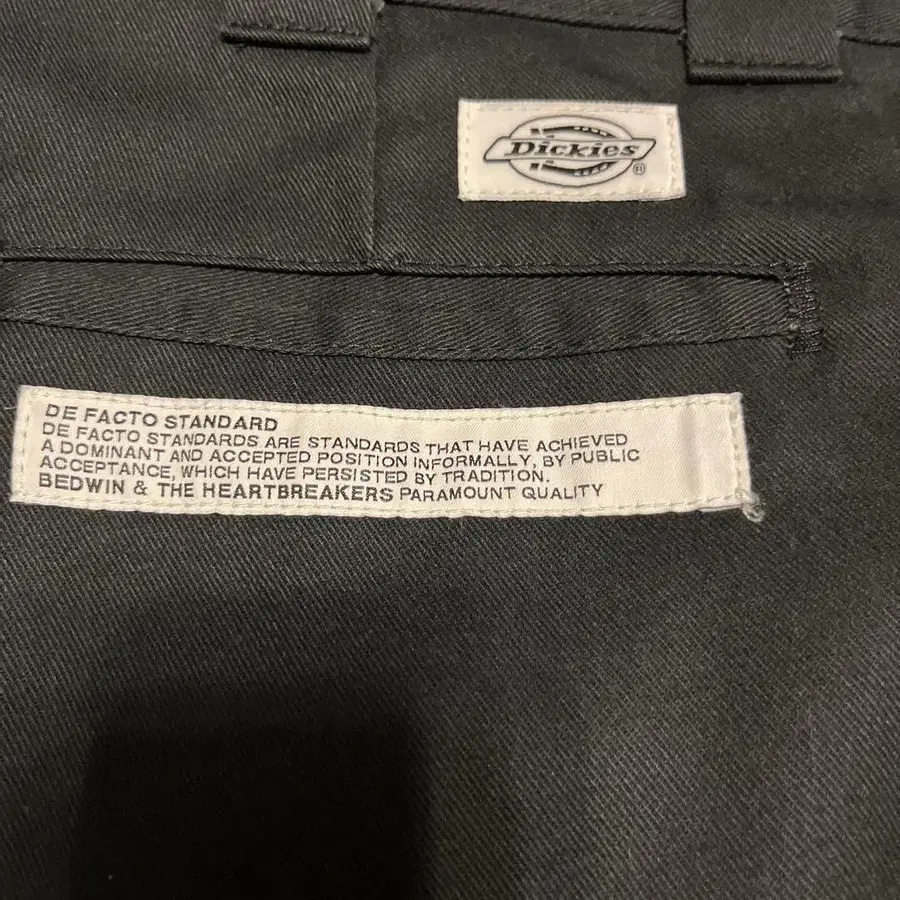 Dickies®
DE FACTO STANDARD
DE FACTO STANDARDS ARE STANDARDS THAT HAVE ACHIEVED
A DOMINANT AND ACCEPTED POSITION INFORMALLY, BY PUBLIC
ACCEPTANCE, WHICH HAVE PERSISTED BY TRADITION.
BEDWIN & THE HEARTBREAKERS PARAMOUNT QUALITY